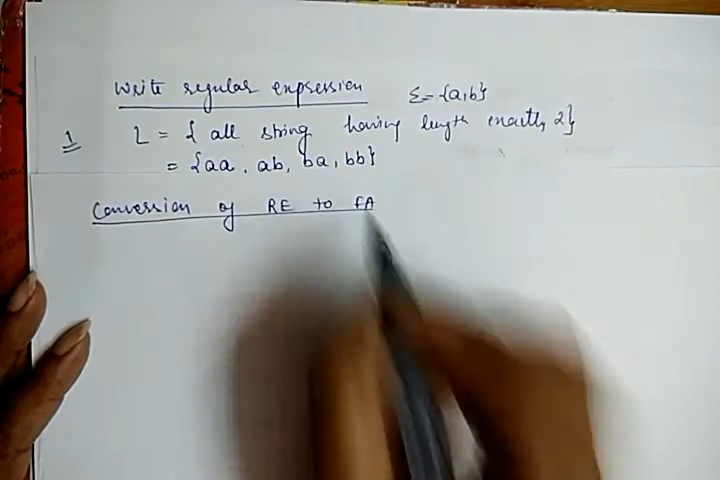 Write regular expression Σ={a,b}
1 L = { all string having length exactly 2}
= {aa, ab, ba, bb}
Conversion of RE to FA